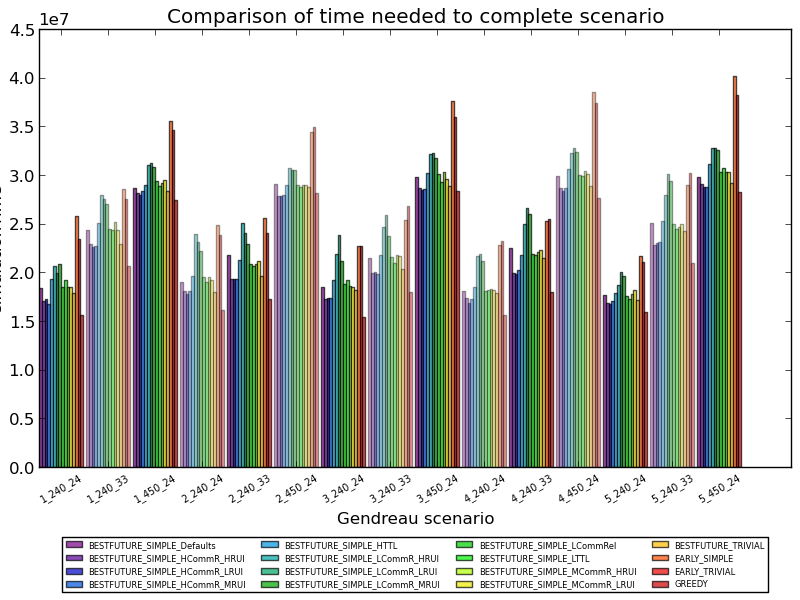 Comparison of time needed to complete scenario
1e7
4.5
4.0
3.5
3.0
2.5
2.0
1.5
1.0
0.5
0.0
1_240_24
1_240_33
1_450_24
2_240_24
2_240_33
2_450_24
3_240_24
3_240_33
3_450_24
4_240_24
4_240_33
4_450_24
5_240_24
5_240_33
5_450_24
Gendreau scenario
BESTFUTURE_SIMPLE_Defaults
BESTFUTURE_SIMPLE_HCommR_HRUI
BESTFUTURE_SIMPLE_HCommR_LRUI
BESTFUTURE_SIMPLE_HCommR_MRUI
BESTFUTURE_SIMPLE_HTTL
BESTFUTURE_SIMPLE_LCommR_HRUI
BESTFUTURE_SIMPLE_LCommR_LRUI
BESTFUTURE_SIMPLE_LCommR_MRUI
BESTFUTURE_SIMPLE_LCommRel
BESTFUTURE_SIMPLE_LTTL
BESTFUTURE_SIMPLE_MCommR_HRUI
BESTFUTURE_SIMPLE_MCommR_LRUI
BESTFUTURE_TRIVIAL
EARLY_SIMPLE
EARLY_TRIVIAL
GREEDY